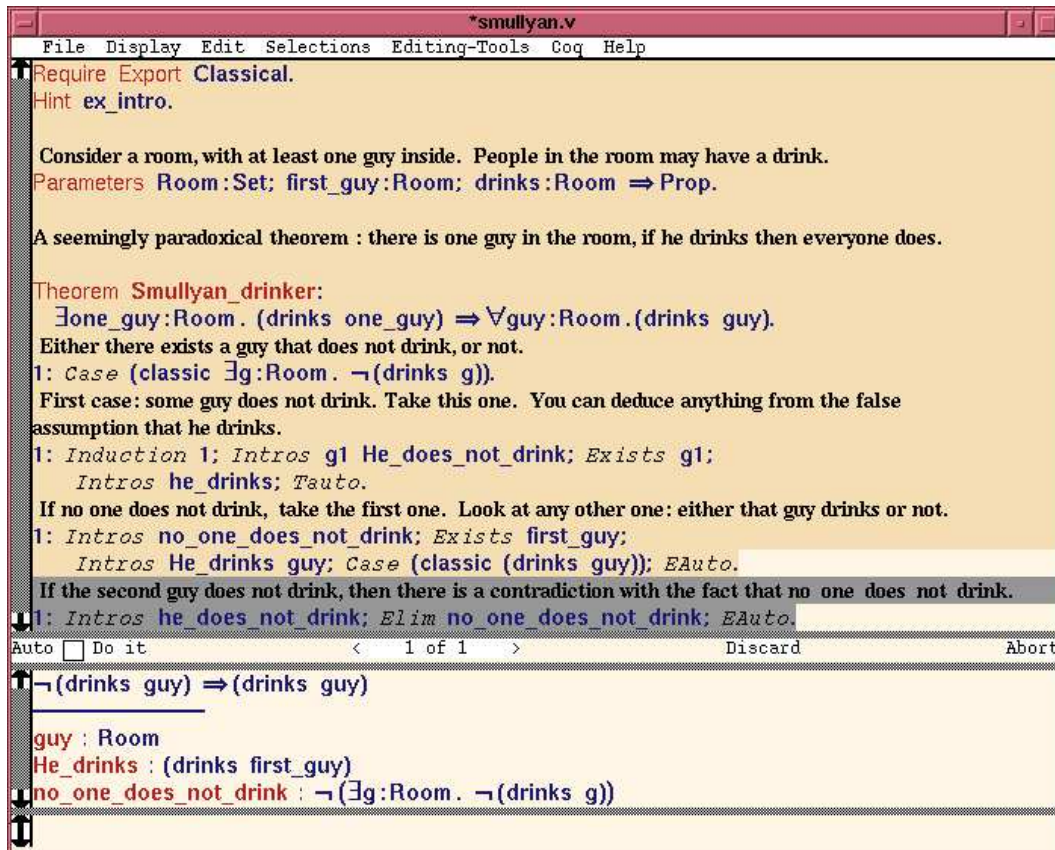 *smullyan.v
File Display Edit Selections Editing-Tools Coq Help
Require Export Classical.
Hint ex_intro.
Consider a room, with at least one guy inside. People in the room may have a drink.
Parameters Room:Set; first_guy:Room; drinks:Room ⇒ Prop.
A seemingly paradoxical theorem : there is one guy in the room, if he drinks then everyone does.
Theorem Smullyan_drinker:
∃one_guy:Room. (drinks one_guy) ⇒ ∀guy:Room.(drinks guy).
Either there exists a guy that does not drink, or not.
1: Case (classic ∃g:Room. ¬(drinks g)).
First case: some guy does not drink. Take this one. You can deduce anything from the false
assumption that he drinks.
1: Induction 1; Intros g1 He_does_not_drink; Exists g1;
Intros he_drinks; Tauto.
If no one does not drink, take the first one. Look at any other one: either that guy drinks or not.
1: Intros no_one_does_not_drink; Exists first_guy;
Intros He_drinks guy; Case (classic (drinks guy)); EAuto.
If the second guy does not drink, then there is a contradiction with the fact that no one does not drink.
1: Intros he_does_not_drink; Elim no_one_does_not_drink; EAuto.
Auto Do it < 1 of 1 > Discard Abort
¬(drinks guy) ⇒(drinks guy)
guy : Room
He_drinks : (drinks first_guy)
no_one_does_not_drink : ¬(∃g:Room. ¬(drinks g))